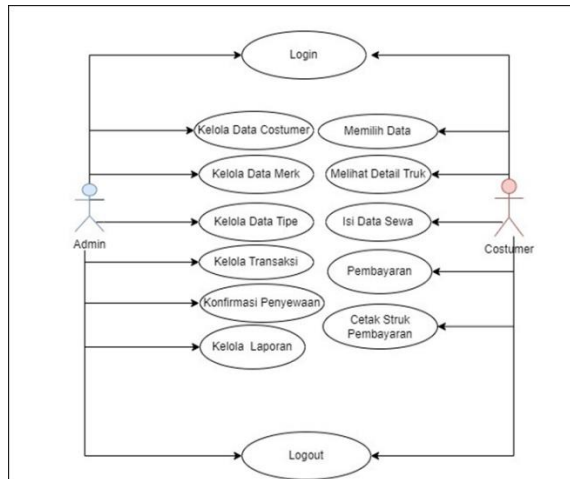 Login
Kelola Data Costumer
Memilih Data
Kelola Data Merk
Melihat Detail Truk
Kelola Data Tipe
Isi Data Sewa
Admin
Costumer
Kelola Transaksi
Pembayaran
Konfirmasi Penyewaan
Cetak Struk
Pembayaran
Kelola Laporan
Logout